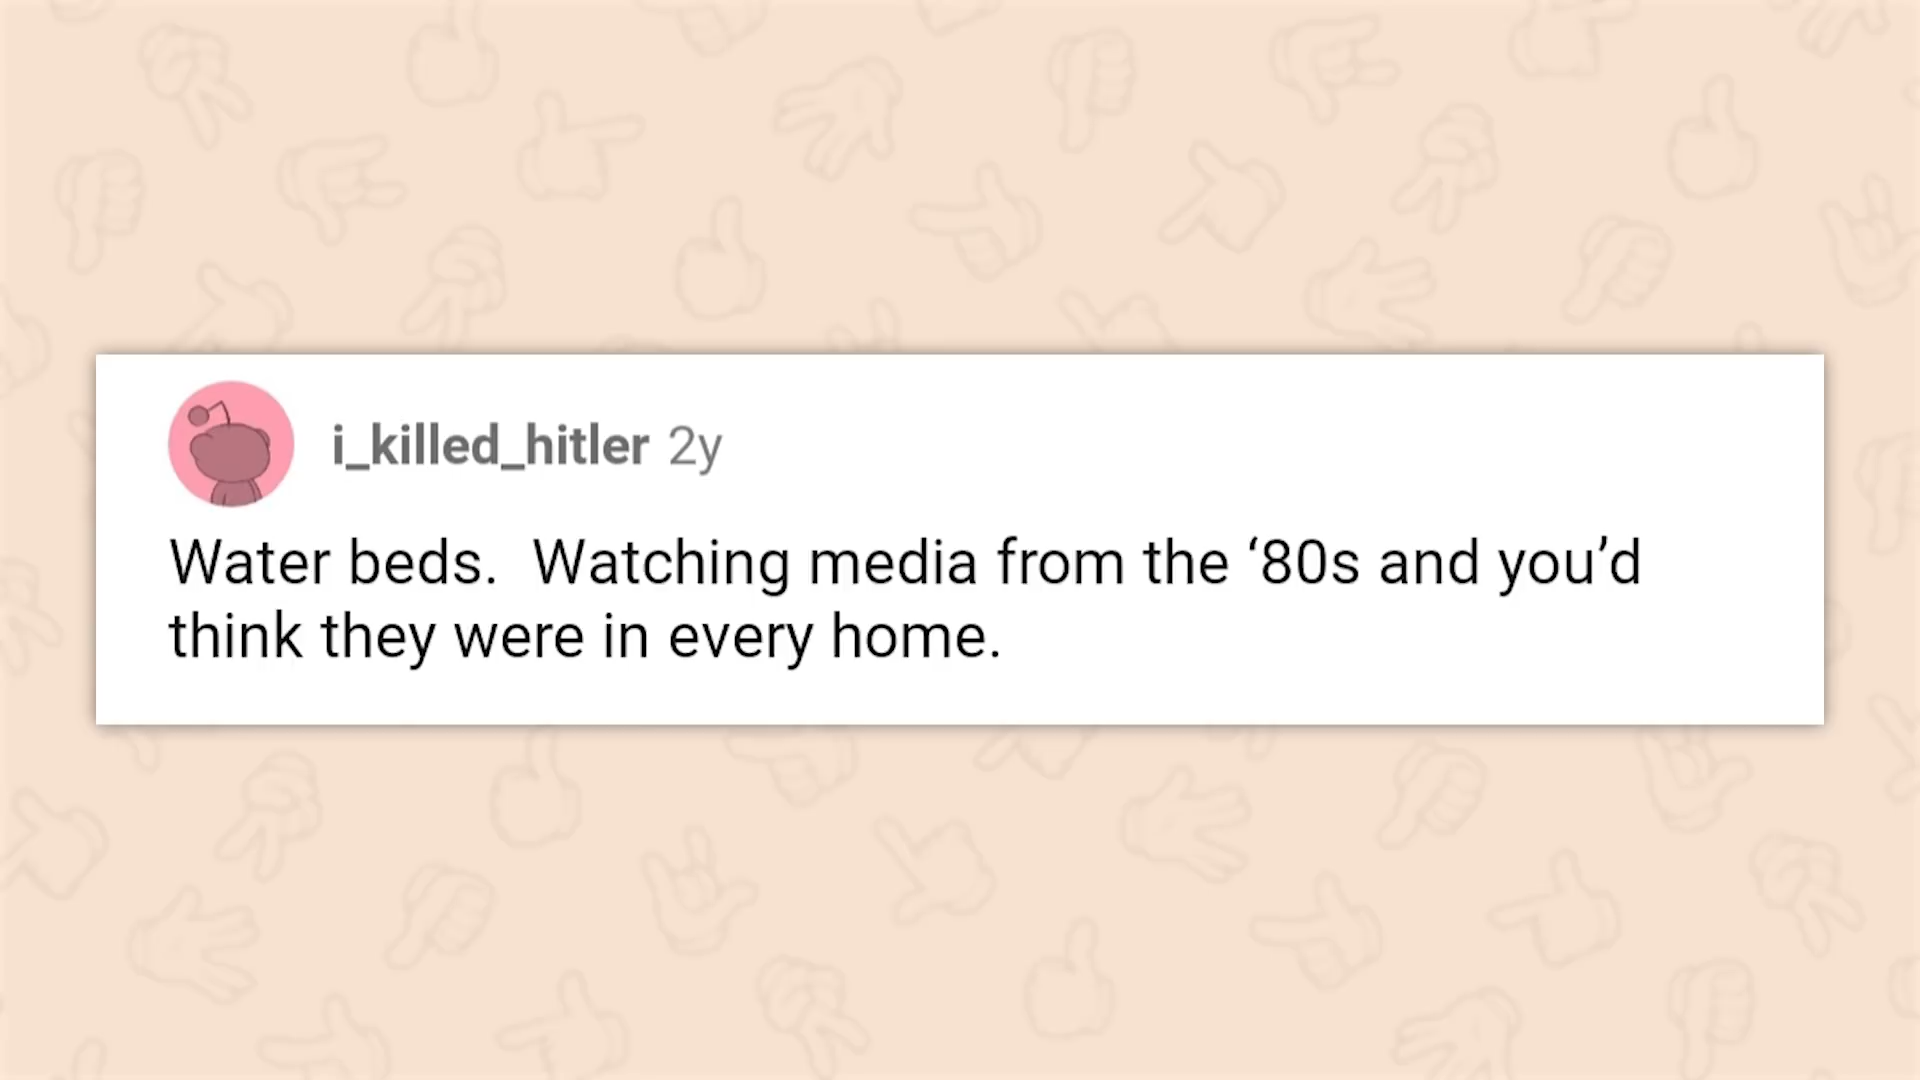 i_killed_hitler 2y
Water beds.  Watching media from the ‘80s and you’d
think they were in every home.